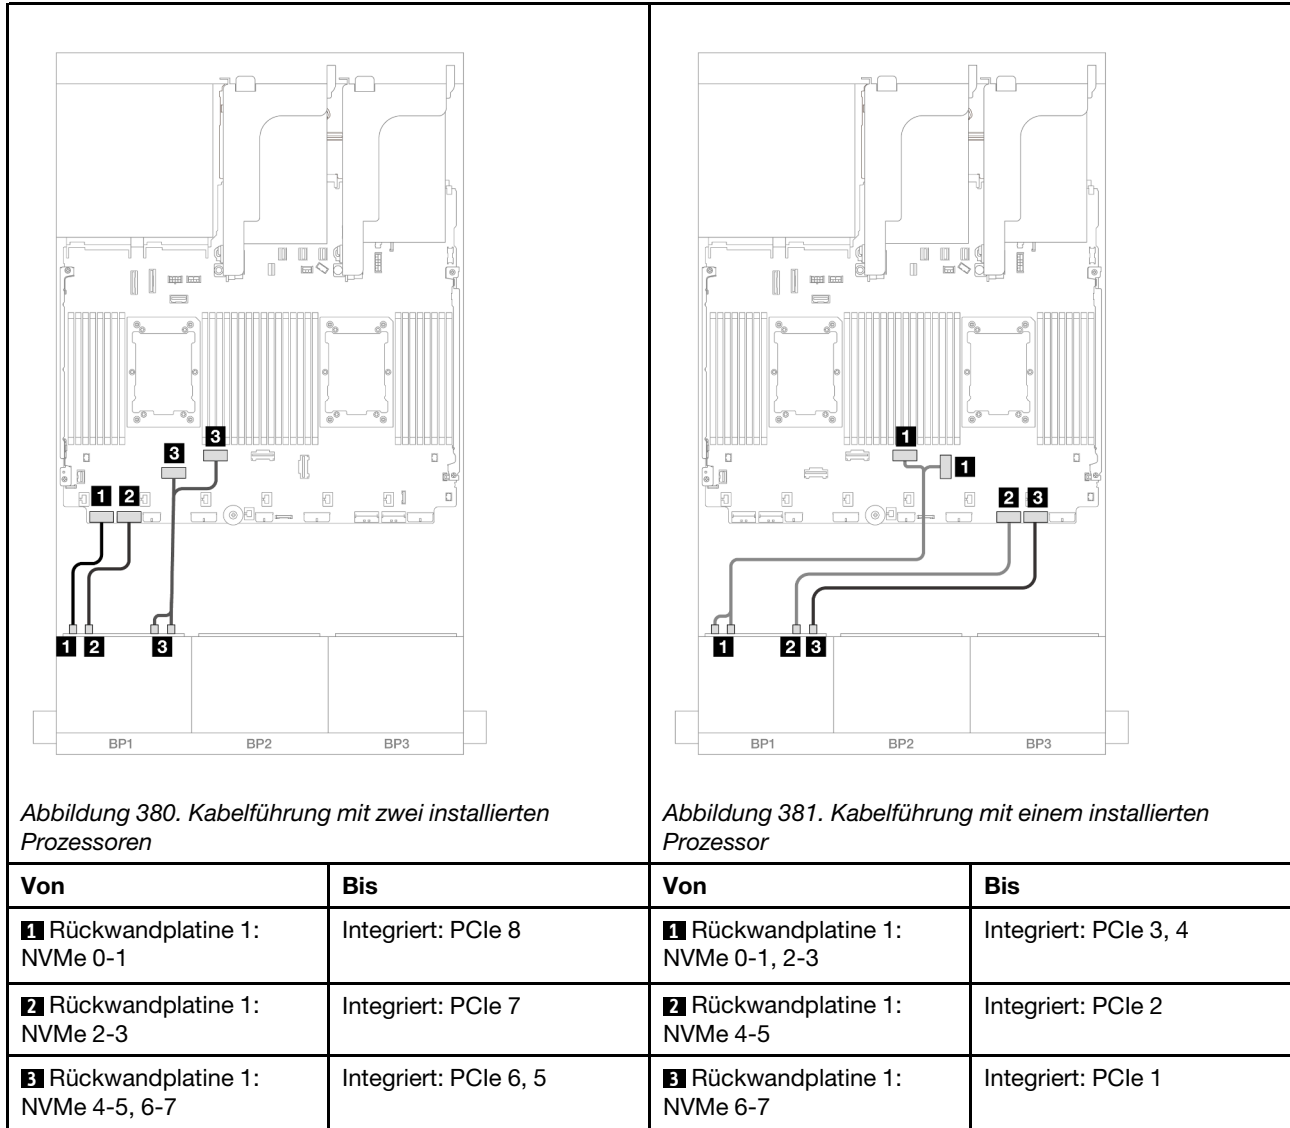 3
3
1
2
1
2
3
BP1
BP2
BP3
Abbildung 380. Kabelführung mit zwei installierten
Prozessoren
1
1
2
3
1
2
3
BP1
BP2
BP3
Abbildung 381. Kabelführung mit einem installierten
Prozessor
Von
Bis
Von
Bis
1 Rückwandplatine 1:
NVMe 0-1
Integriert: PCIe 8
1 Rückwandplatine 1:
NVMe 0-1, 2-3
Integriert: PCIe 3, 4
2 Rückwandplatine 1:
NVMe 2-3
Integriert: PCIe 7
2 Rückwandplatine 1:
NVMe 4-5
Integriert: PCIe 2
3 Rückwandplatine 1:
NVMe 4-5, 6-7
Integriert: PCIe 6, 5
3 Rückwandplatine 1:
NVMe 6-7
Integriert: PCIe 1